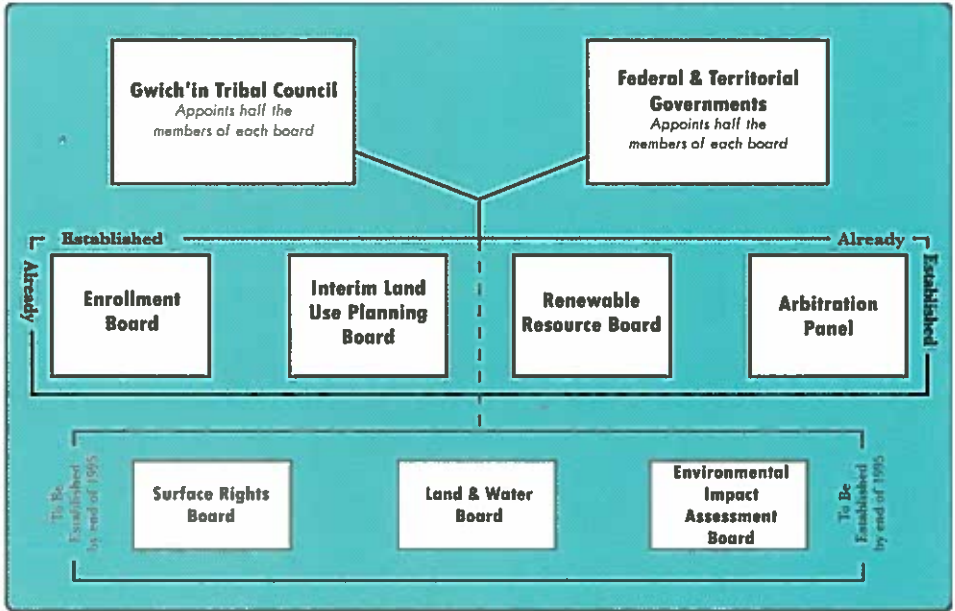 Gwich'in Tribal Council
Appoints half the
members of each board
Federal & Territorial
Governments
Appoints half the
members of each board
Established
Already
Already
Established
Enrollment
Board
Interim Land
Use Planning
Board
Renewable
Resource Board
Arbitration
Panel
To Be
Established
by end of 1995
Surface Rights
Board
Land & Water
Board
Environmental
Impact
Assessment
Board
To Be
Established
by end of 1995